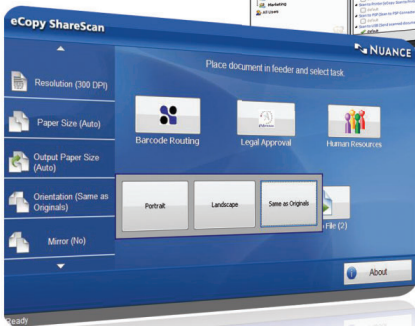 Marketing
All Users
eCopy ShareScan
NUANCE
Place document in feeder and select task.
Resolution (300 DPI)
Paper Size (Auto)
Output Paper Size
(Auto)
Orientation (Same as
Originals)
Mirror (No)
Barcode Routing
Legal Approval
Human Resources
Portrait
Landscape
Same as Originals
File (2)
About
Ready